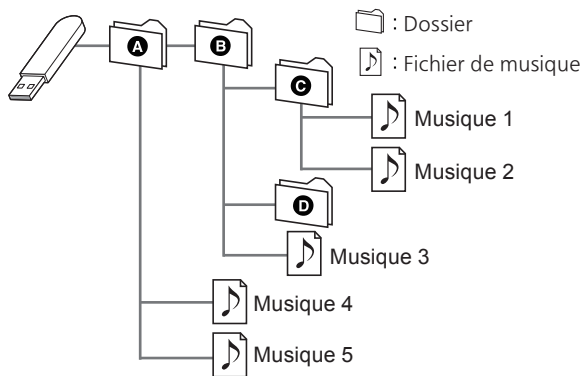 A
B
: Dossier
: Fichier de musique
C
Musique 1
Musique 2
D
Musique 3
Musique 4
Musique 5